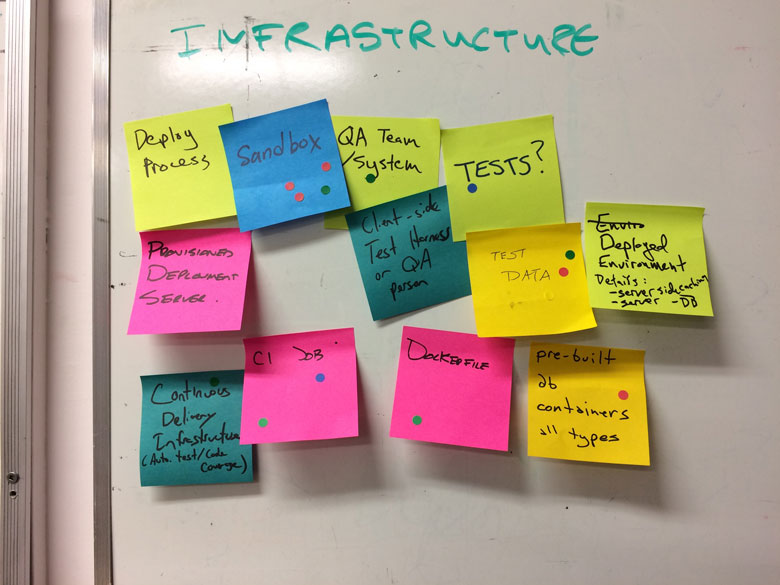 INFRASTRUCTURE
Deploy
Process
Sandbox
QA Team
/System
TESTS?
PROVISIONED
DEPLOYMENT
SERVER.
Client-side
Test Harness
or QA
person
TEST
DATA
Enviro
Deployed
Environment
Details:
-server side caching
-server -DB
Continuous
Delivery
Infrastructure
(Auto. test/Code
Coverage)
CI JOB
DOCKERFILE
pre-built
db
containers
all types